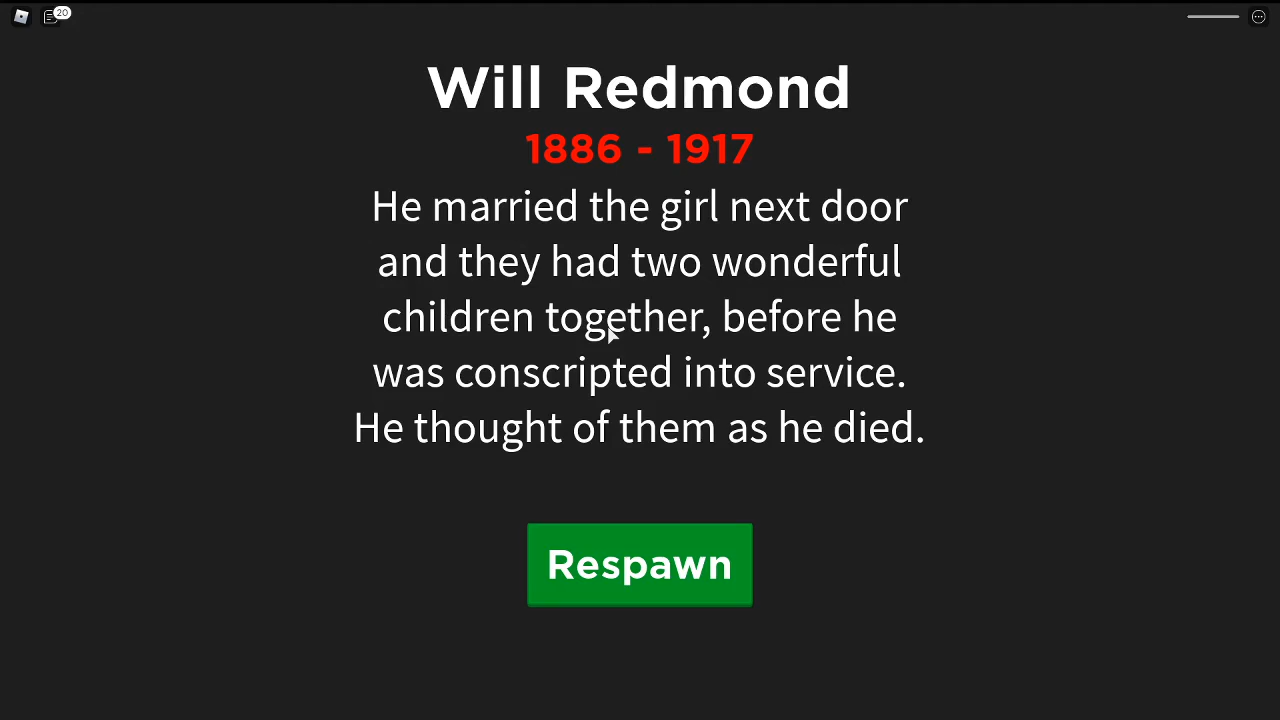 20
Will Redmond
1886 - 1917
He married the girl next door
and they had two wonderful
children together, before he
was conscripted into service.
He thought of them as he died.
Respawn